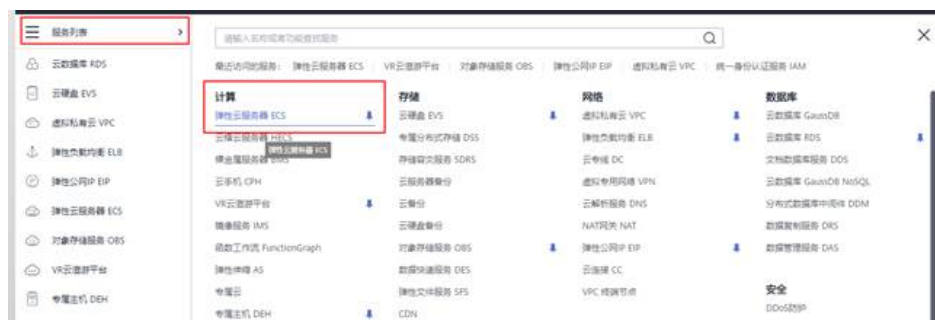 服务列表
云数据库 RDS
云硬盘 EVS
虚拟私有云 VPC
弹性负载均衡 ELB
弹性公网IP EIP
弹性云服务器 ECS
对象存储服务 OBS
VR云渲游平台
专属主机 DEH
请输入名称或者功能查找服务
最近访问的服务： 弹性云服务器 ECS VR云渲游平台 对象存储服务 OBS 弹性公网IP EIP 虚拟私有云 VPC 统一身份认证服务 IAM
计算
弹性云服务器 ECS
云耀云服务器 HECS
弹性云服务器 ECS
裸金属服务器 BMS
云手机 CPH
VR云渲游平台
镜像服务 IMS
函数工作流 FunctionGraph
弹性伸缩 AS
专属云
专属主机 DEH
存储
云硬盘 EVS
专属分布式存储 DSS
存储容灾服务 SDRS
云服务器备份
云备份
云硬盘备份
对象存储服务 OBS
数据快递服务 DES
弹性文件服务 SFS
CDN
网络
虚拟私有云 VPC
弹性负载均衡 ELB
云专线 DC
虚拟专用网络 VPN
云解析服务 DNS
NAT网关 NAT
弹性公网IP EIP
云连接 CC
VPC 终端节点
数据库
云数据库 GaussDB
云数据库 RDS
文档数据库服务 DDS
云数据库 GaussDB NoSQL
分布式数据库中间件 DDM
数据复制服务 DRS
数据管理服务 DAS
安全
DDoS防护